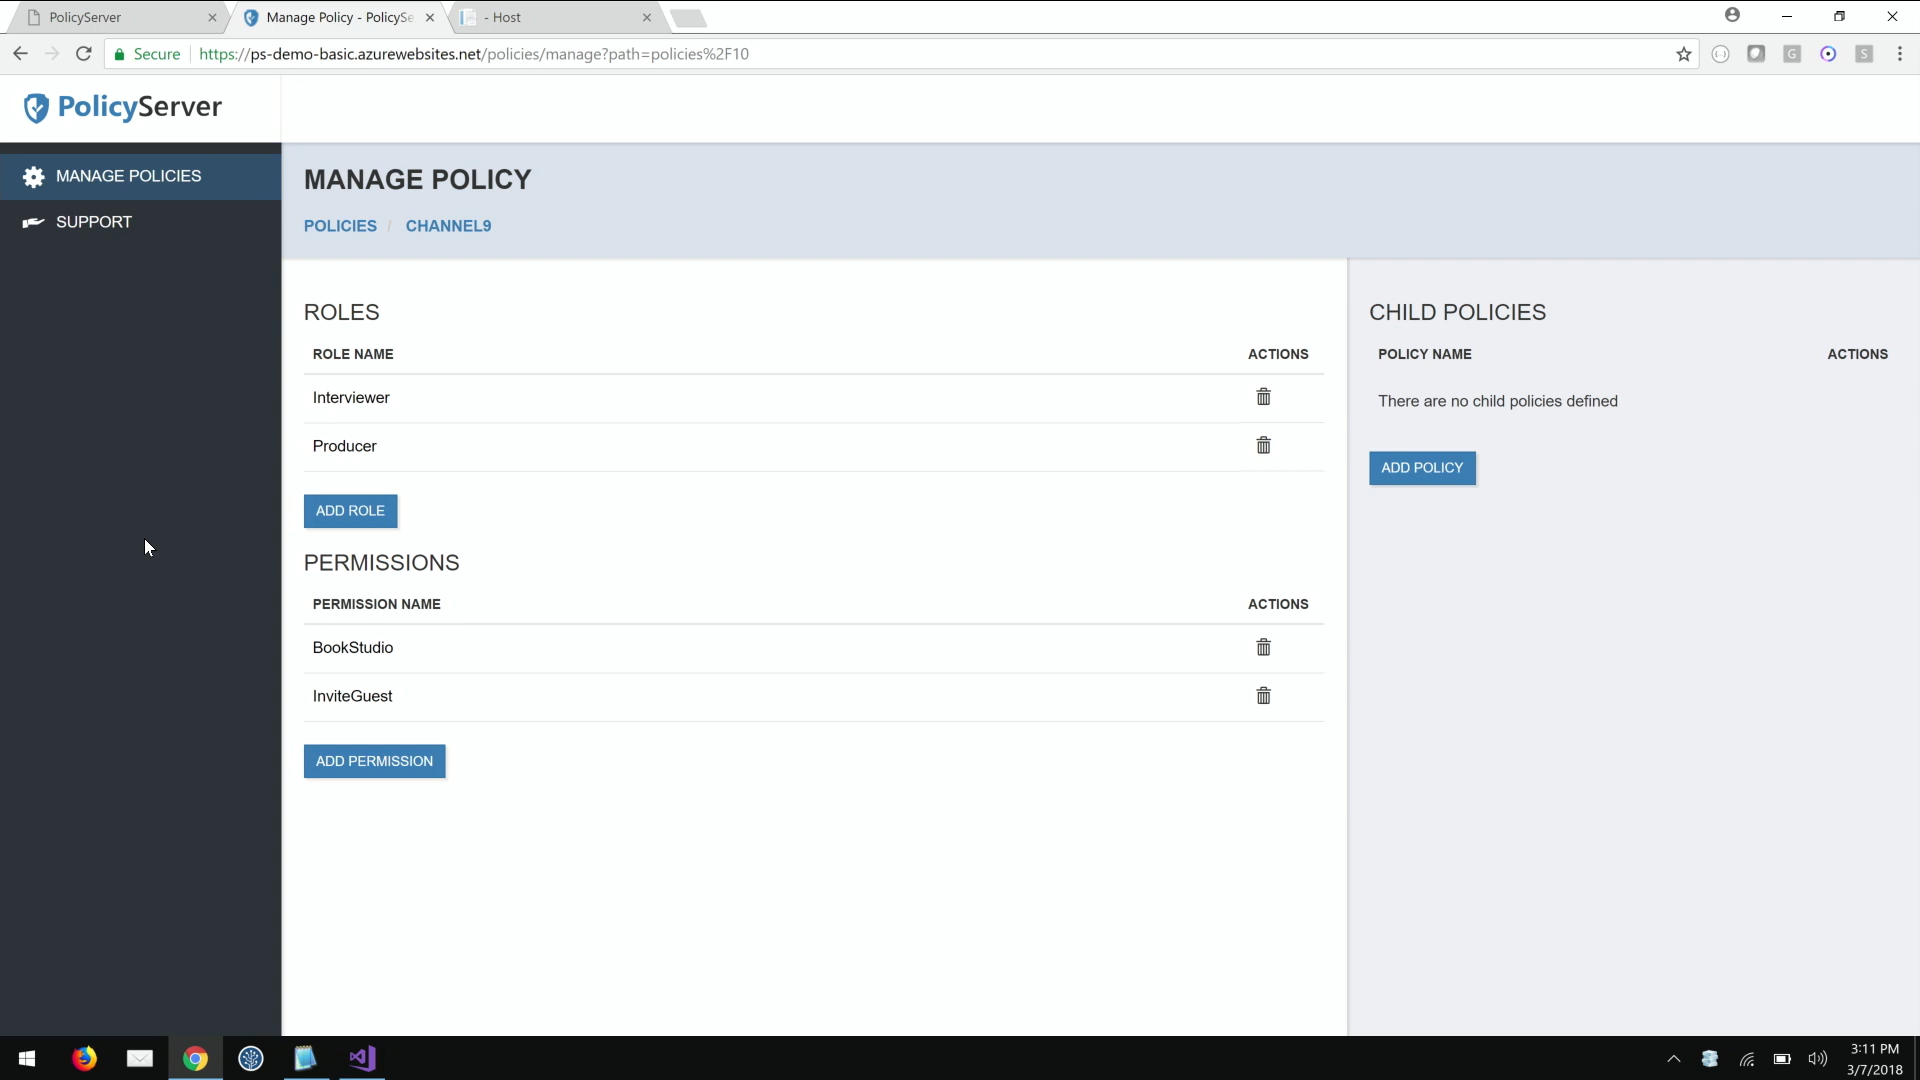 PolicyServer
Manage Policy - PolicySe
- Host
Secure
https://ps-demo-basic.azurewebsites.net/policies/manage?path=policies%2F10
G
S
PolicyServer
MANAGE POLICIES
SUPPORT
MANAGE POLICY
POLICIES / CHANNEL9
ROLES
ROLE NAME ACTIONS
Interviewer
Producer
ADD ROLE
PERMISSIONS
PERMISSION NAME ACTIONS
BookStudio
InviteGuest
ADD PERMISSION
CHILD POLICIES
POLICY NAME ACTIONS
There are no child policies defined
ADD POLICY
3:11 PM
3/7/2018